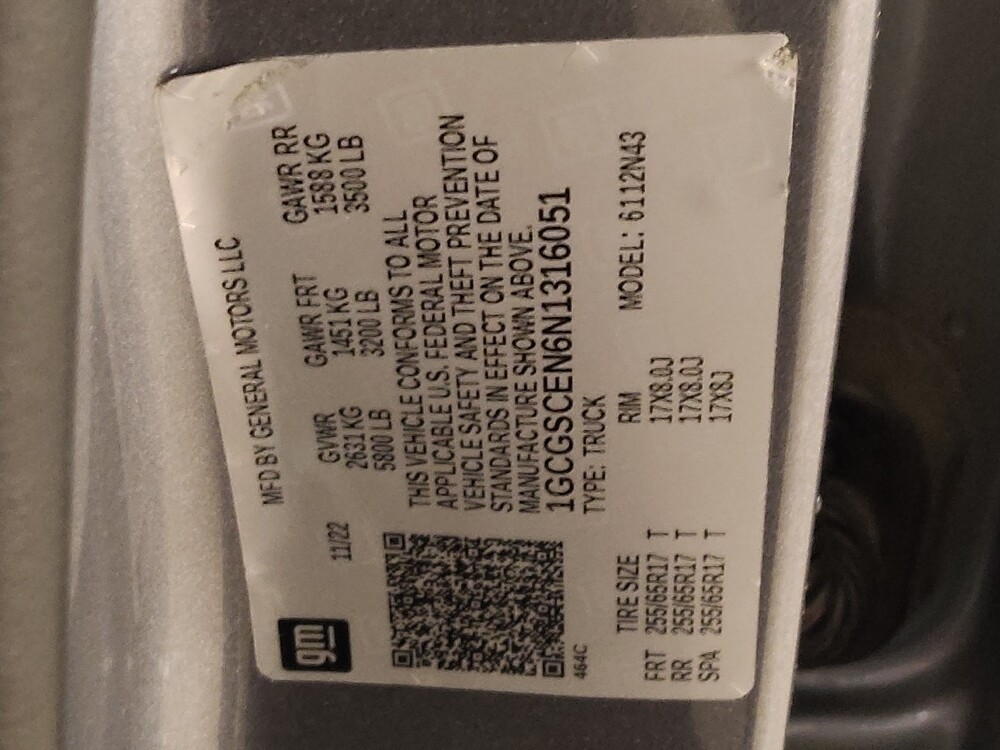 gm
MFD BY GENERAL MOTORS LLC
11/22
GVWR GAWR FRT GAWR RR
2631 KG 1451 KG 1588 KG
5800 LB 3200 LB 3500 LB
THIS VEHICLE CONFORMS TO ALL
APPLICABLE U.S. FEDERAL MOTOR
VEHICLE SAFETY AND THEFT PREVENTION
STANDARDS IN EFFECT ON THE DATE OF
MANUFACTURE SHOWN ABOVE.
1GCGSCEN6N1316051
TYPE: TRUCK
464C
TIRE SIZE RIM MODEL: 6112N43
FRT 255/65R17 T 17X8.0J
RR 255/65R17 T 17X8.0J
SPA 255/65R17 T 17X8J